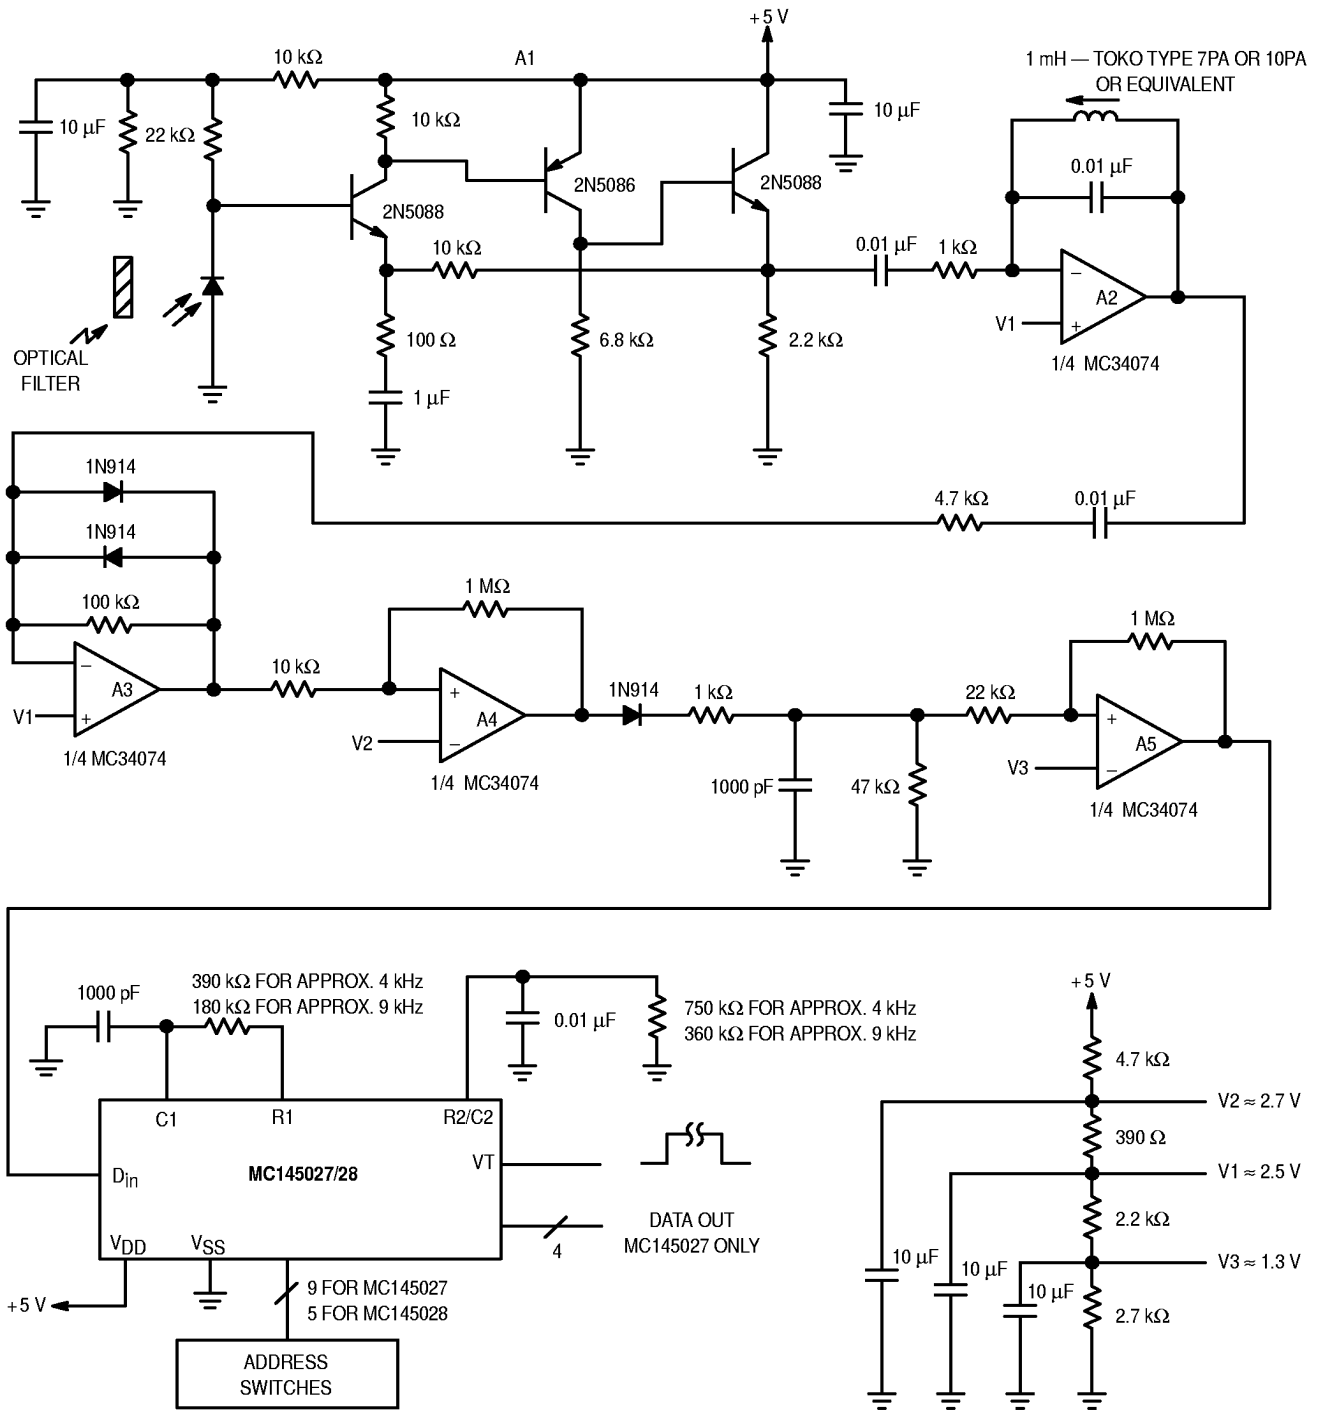 +5 V
10 kΩ
A1
1 mH — TOKO TYPE 7PA OR 10PA
OR EQUIVALENT
10 μF
22 kΩ
10 kΩ
10 μF
0.01 μF
2N5086
2N5088
2N5088
10 kΩ
0.01 μF
1 kΩ
−
A2
V1
+
1/4 MC34074
OPTICAL
FILTER
100 Ω
6.8 kΩ
2.2 kΩ
1 μF
1N914
4.7 kΩ
0.01 μF
1N914
100 kΩ
1 MΩ
1 MΩ
−
A3
V1
+
1/4 MC34074
10 kΩ
+
A4
V2
−
1/4 MC34074
1N914
1 kΩ
22 kΩ
+
A5
V3
−
1/4 MC34074
1000 pF
47 kΩ
1000 pF
390 kΩ FOR APPROX. 4 kHz
180 kΩ FOR APPROX. 9 kHz
0.01 μF
750 kΩ FOR APPROX. 4 kHz
360 kΩ FOR APPROX. 9 kHz
+5 V
4.7 kΩ
V2 ≈ 2.7 V
390 Ω
V1 ≈ 2.5 V
2.2 kΩ
V3 ≈ 1.3 V
2.7 kΩ
10 μF
10 μF
10 μF
C1
R1
R2/C2
Din
MC145027/28
VT
VDD
VSS
4
DATA OUT
MC145027 ONLY
+5 V
9 FOR MC145027
5 FOR MC145028
ADDRESS
SWITCHES